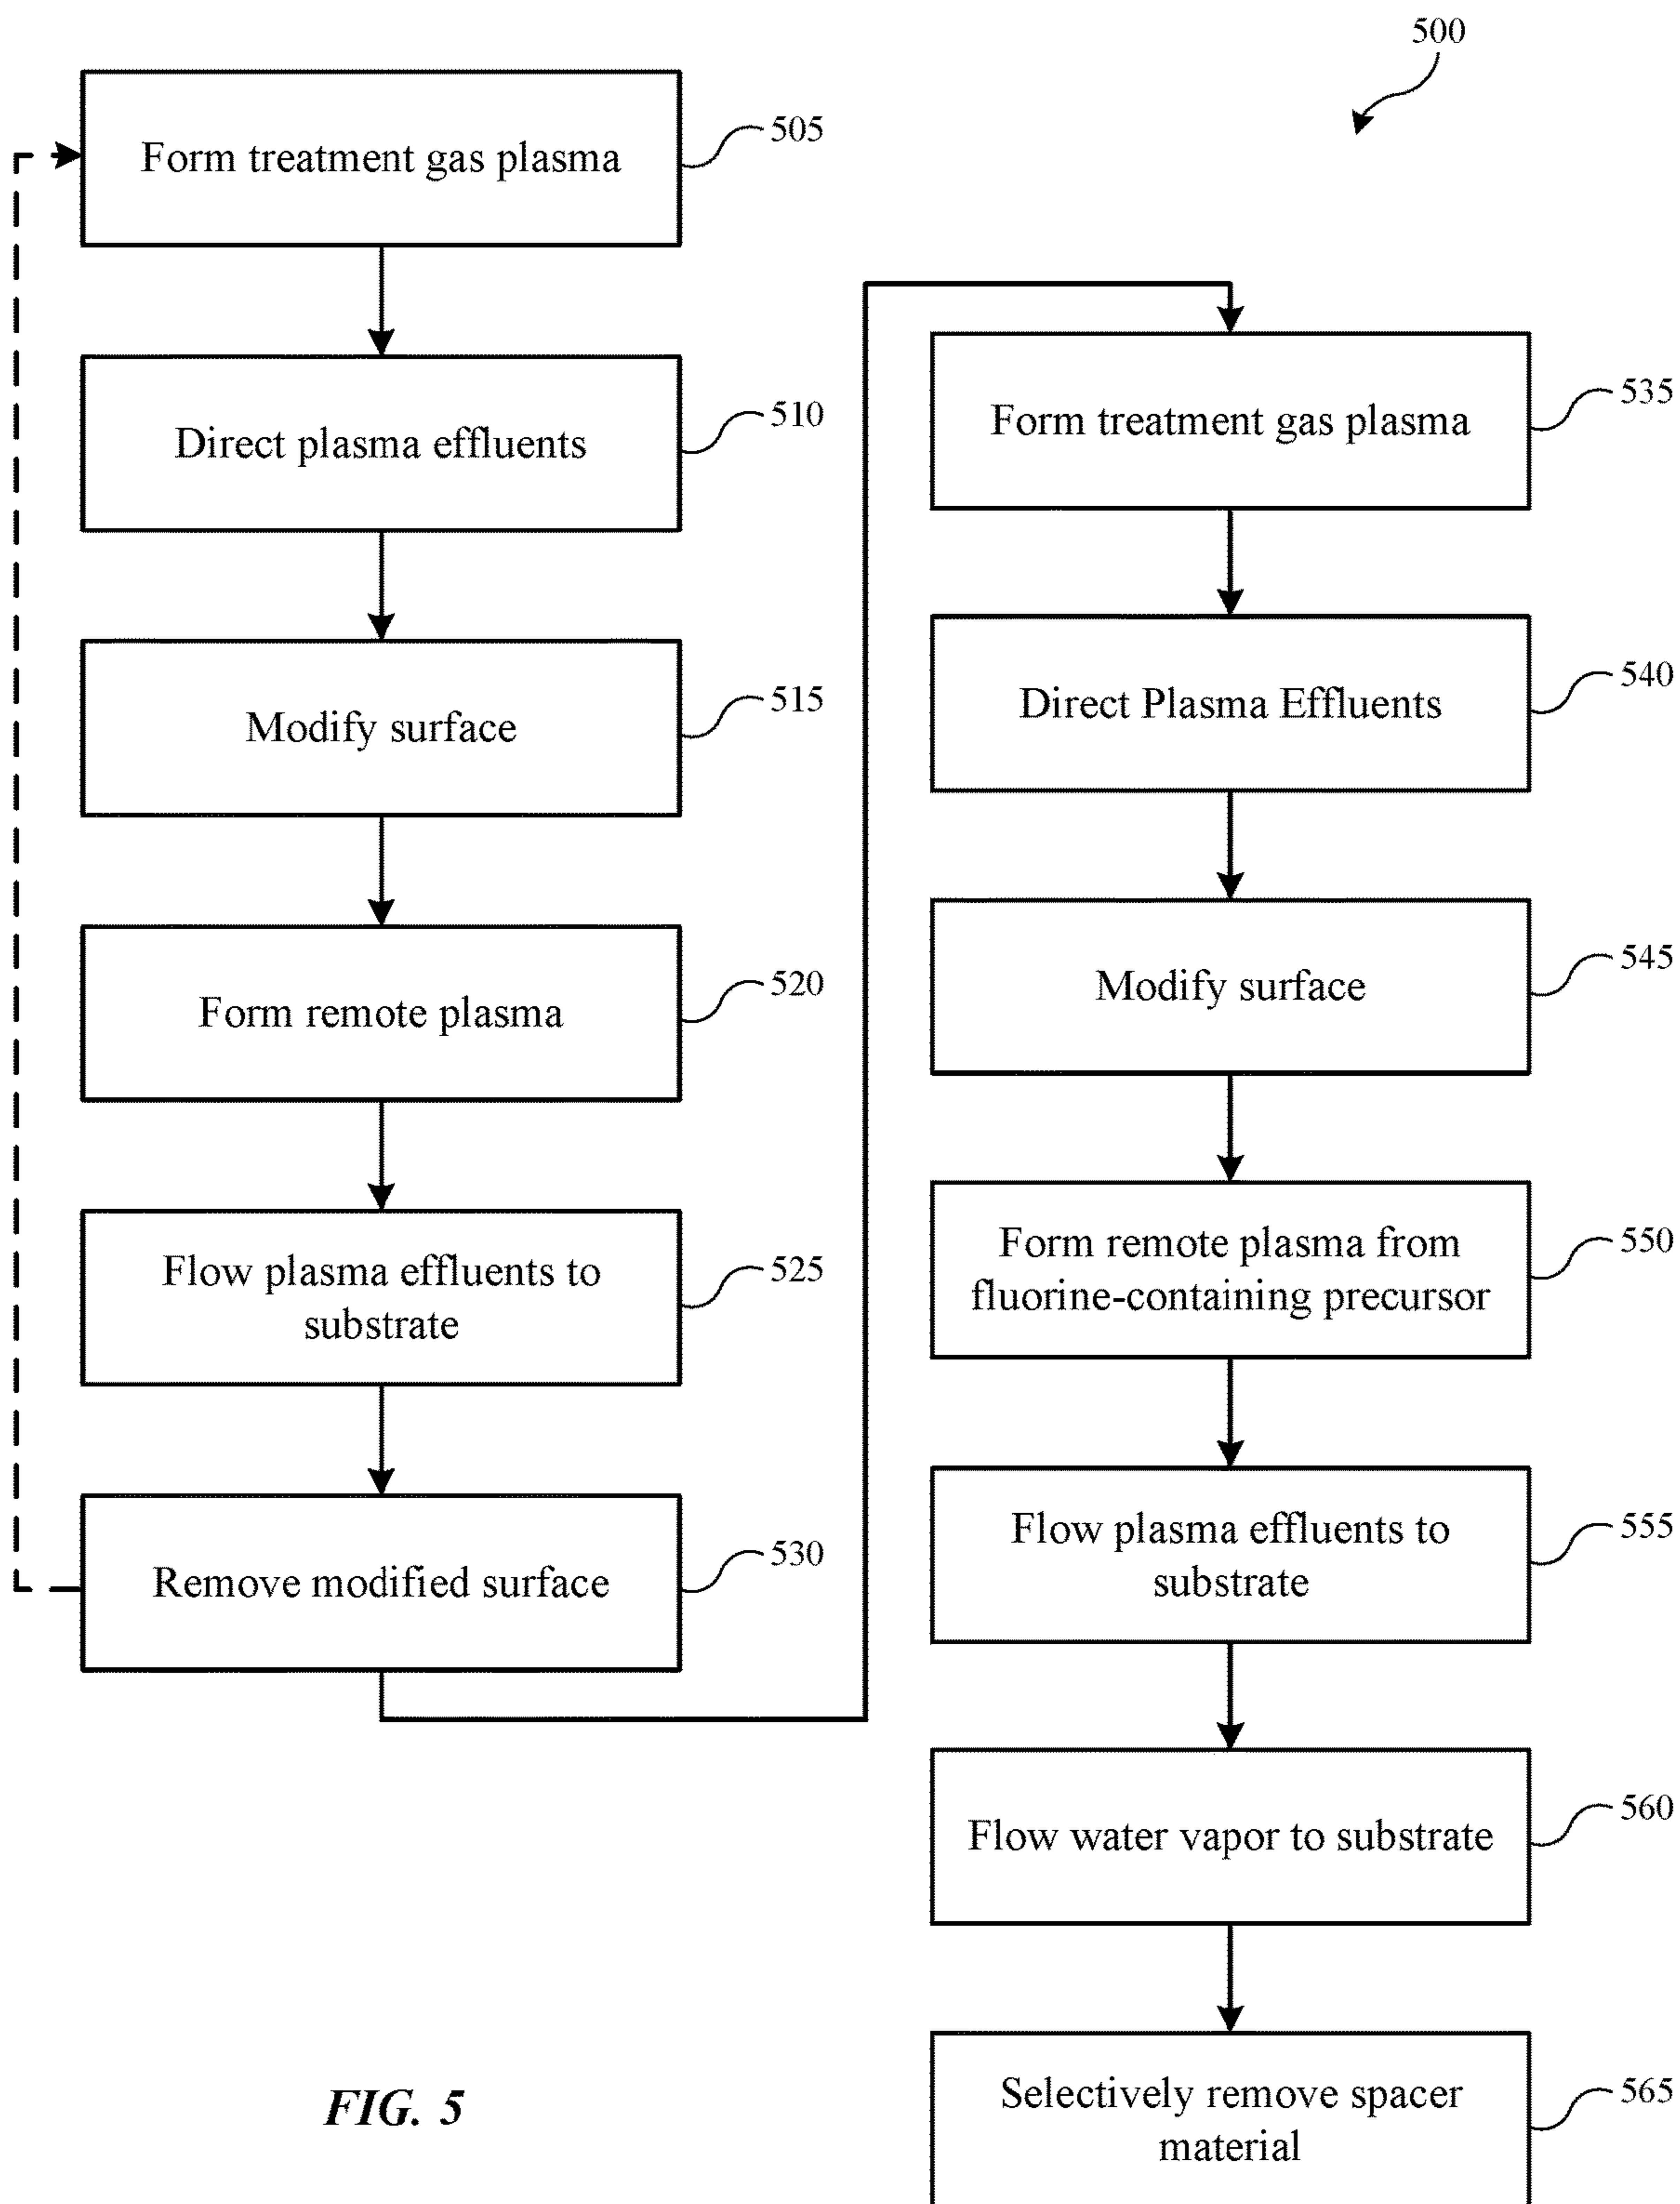 500
Form treatment gas plasma
505
Direct plasma effluents
510
Modify surface
515
Form remote plasma
520
Flow plasma effluents to
substrate
525
Remove modified surface
530
Form treatment gas plasma
535
Direct Plasma Effluents
540
Modify surface
545
Form remote plasma from
fluorine-containing precursor
550
Flow plasma effluents to
substrate
555
Flow water vapor to substrate
560
Selectively remove spacer
material
565
FIG. 5